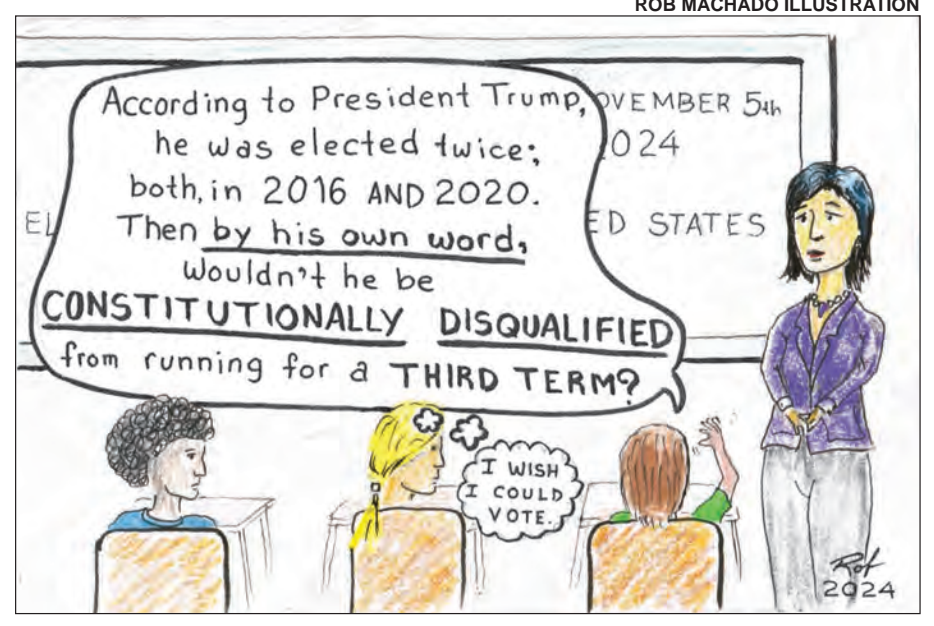 ROB MACHADO ILLUSTRATION
According to President Trump,
he was elected twice;
both, in 2016 AND 2020.
Then by his own word,
Wouldn't he be
CONSTITUTIONALLY DISQUALIFIED
from running for a THIRD TERM?
OVEMBER 5th
2024
EL
ED STATES
I WISH
I COULD
VOTE.
Rob
2024